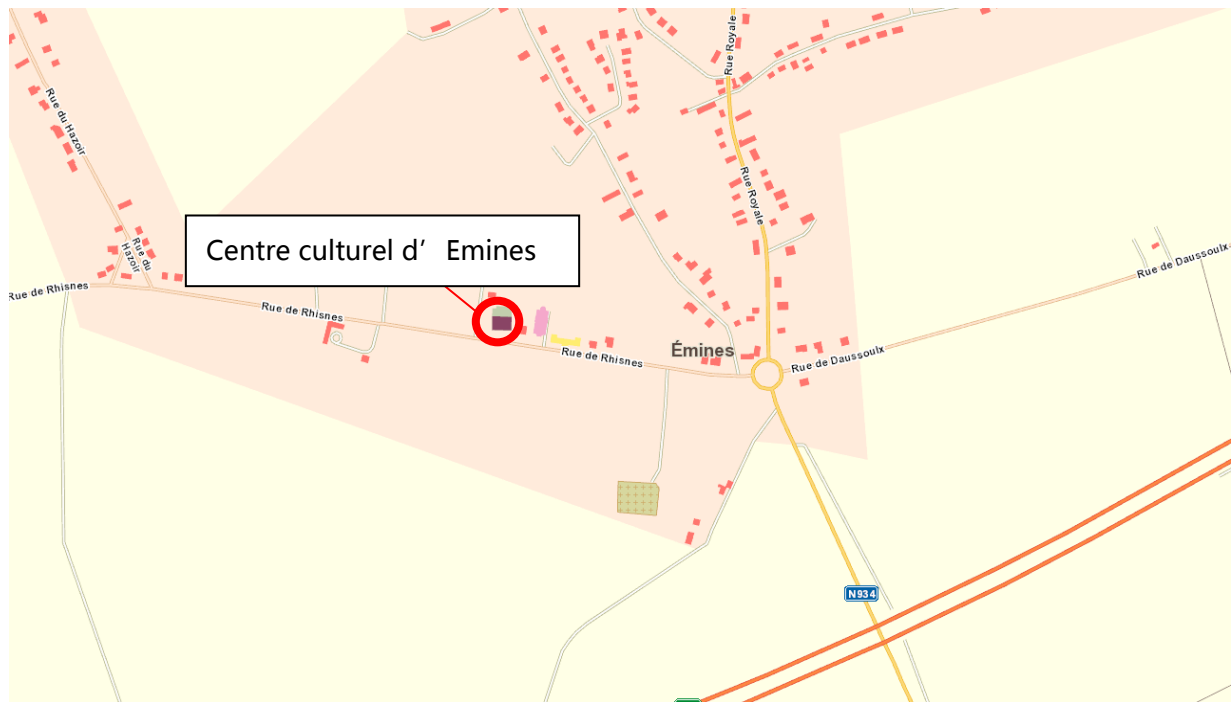 Rue Royale
Rue du Hazoir
Rue Royale
Centre culturel d’ Emines
Rue du
Hazoir
Rue de Daussoulx
Rue de Rhisnes
Rue de Rhisnes
Rue de Rhisnes
Émines
Rue de Daussoulx
N934